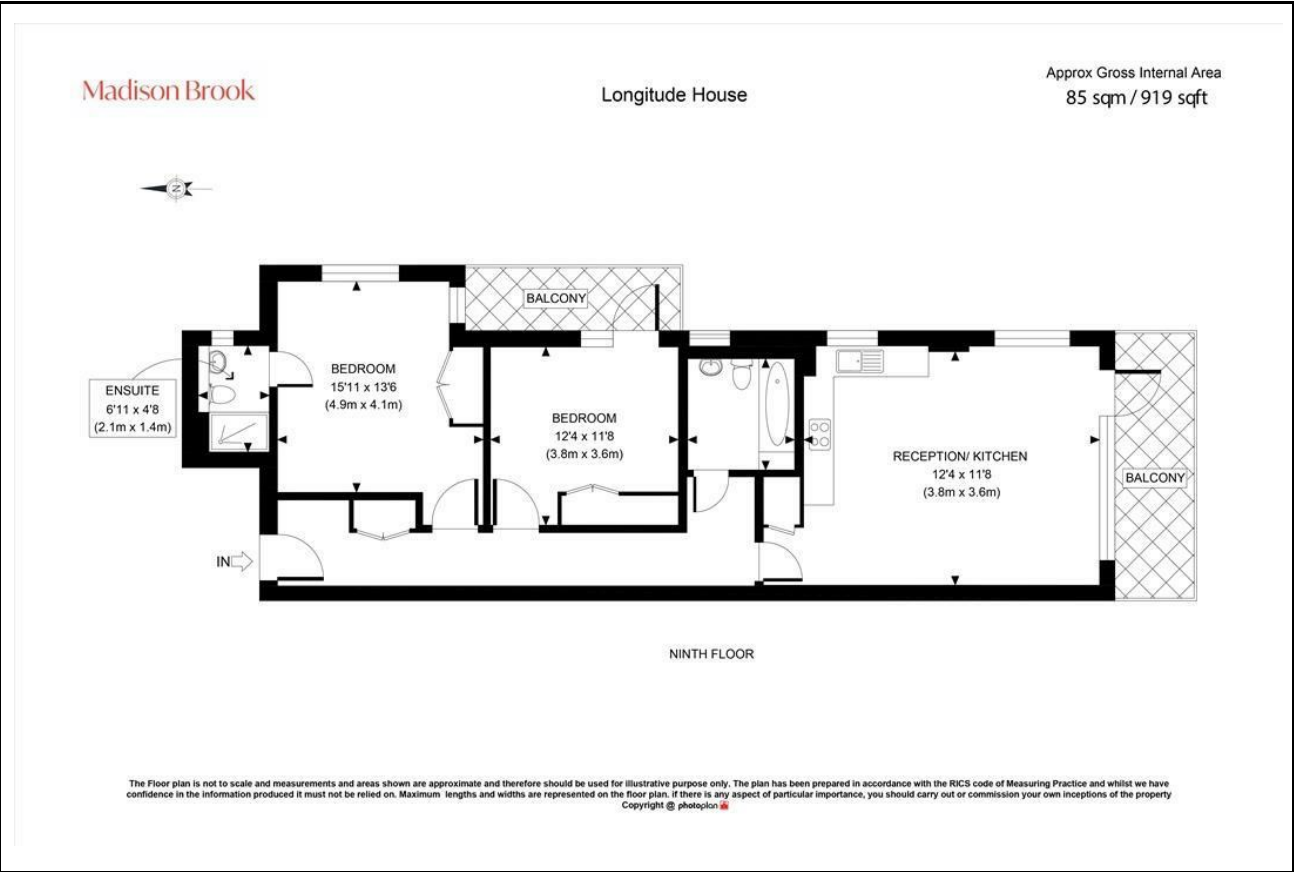 Madison Brook
Longitude House
Approx Gross Internal Area
85 sqm / 919 sqft
N
BALCONY
BEDROOM
15'11 x 13'6
(4.9m x 4.1m)
ENSUITE
6'11 x 4'8
(2.1m x 1.4m)
BEDROOM
12'4 x 11'8
(3.8m x 3.6m)
RECEPTION/ KITCHEN
12'4 x 11'8
(3.8m x 3.6m)
BALCONY
IN
NINTH FLOOR
The Floor plan is not to scale and measurements and areas shown are approximate and therefore should be used for illustrative purpose only. The plan has been prepared in accordance with the RICS code of Measuring Practice and whilst we have
confidence in the information produced it must not be relied on. Maximum lengths and widths are represented on the floor plan. if there is any aspect of particular importance, you should carry out or commission your own inceptions of the property
Copyright @ photoplan